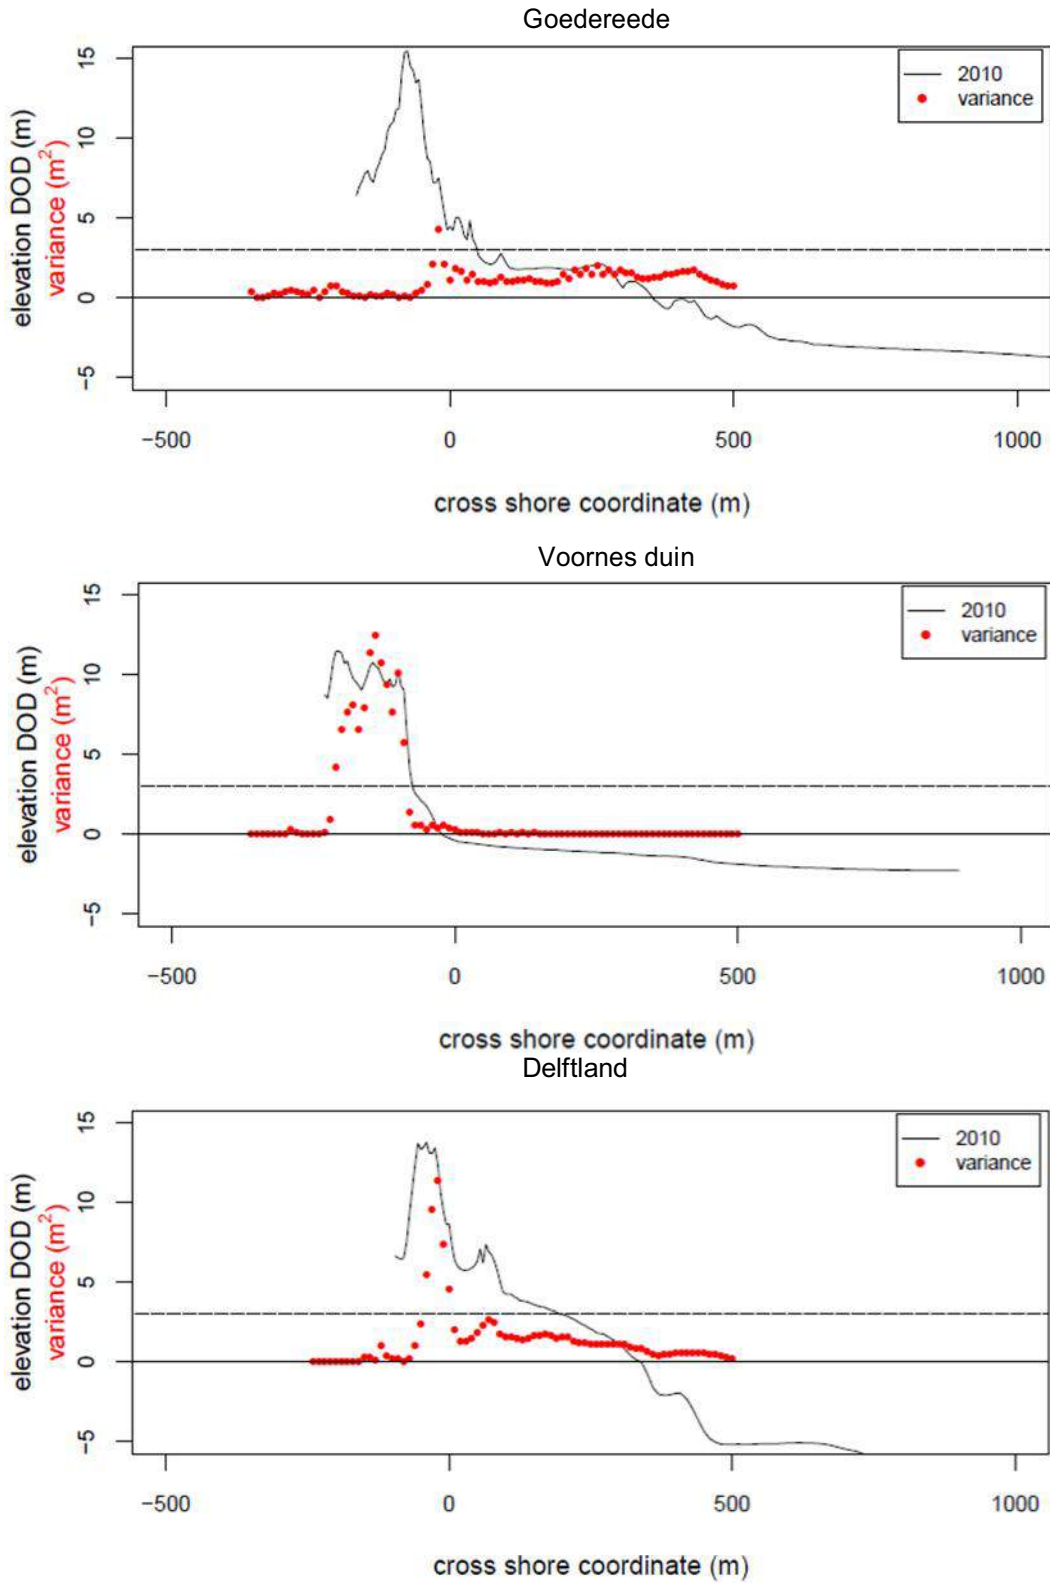 Goedereede
elevation DOD (m)
variance (m²)
15
10
5
0
−5
2010
variance
−500
0
500
1000
cross shore coordinate (m)
Voornes duin
elevation DOD (m)
variance (m²)
15
10
5
0
−5
2010
variance
−500
0
500
1000
cross shore coordinate (m)
Delftland
elevation DOD (m)
variance (m²)
15
10
5
0
−5
2010
variance
−500
0
500
1000
cross shore coordinate (m)